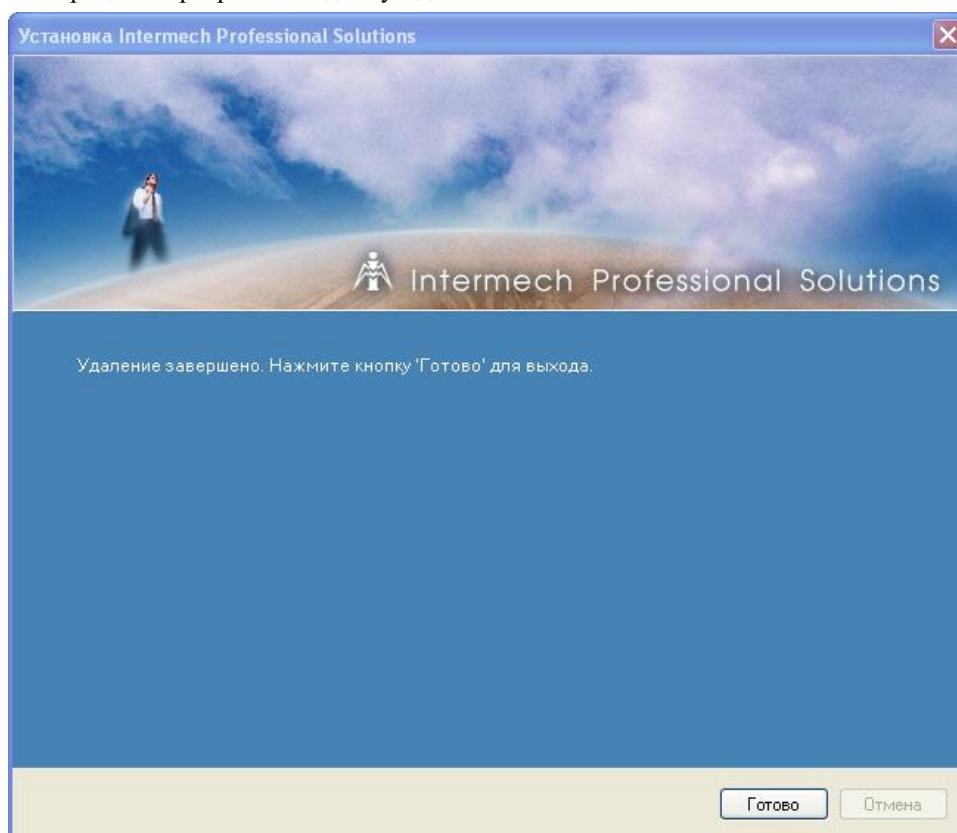 Установка Intermech Professional Solutions
Intermech Professional Solutions
Удаление завершено. Нажмите кнопку 'Готово' для выхода.
Готово
Отмена